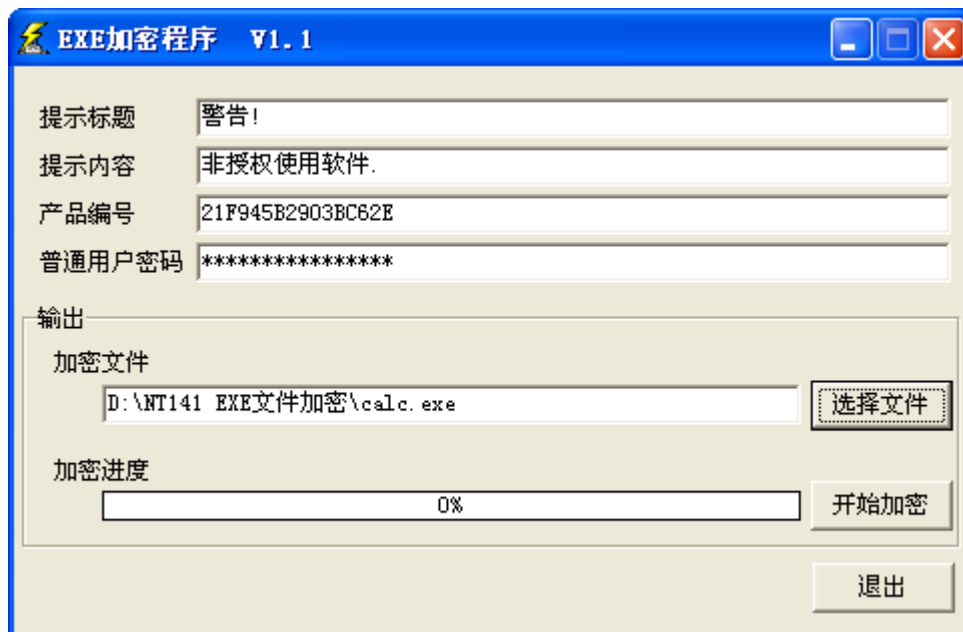 EXE加密程序 V1.1
提示标题 警告!
提示内容 非授权使用软件.
产品编号 21F945B2903BC62E
普通用户密码 ****************
输出
加密文件
D:\NT141 EXE文件加密\calc.exe 选择文件
加密进度
0% 开始加密
退出